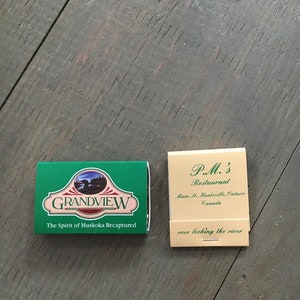 GRANDVIEW
The Spirit of Muskoka Recaptured
P.M.'s
Restaurant
Main St, Huntsville, Ontario
Canada
over looking the river